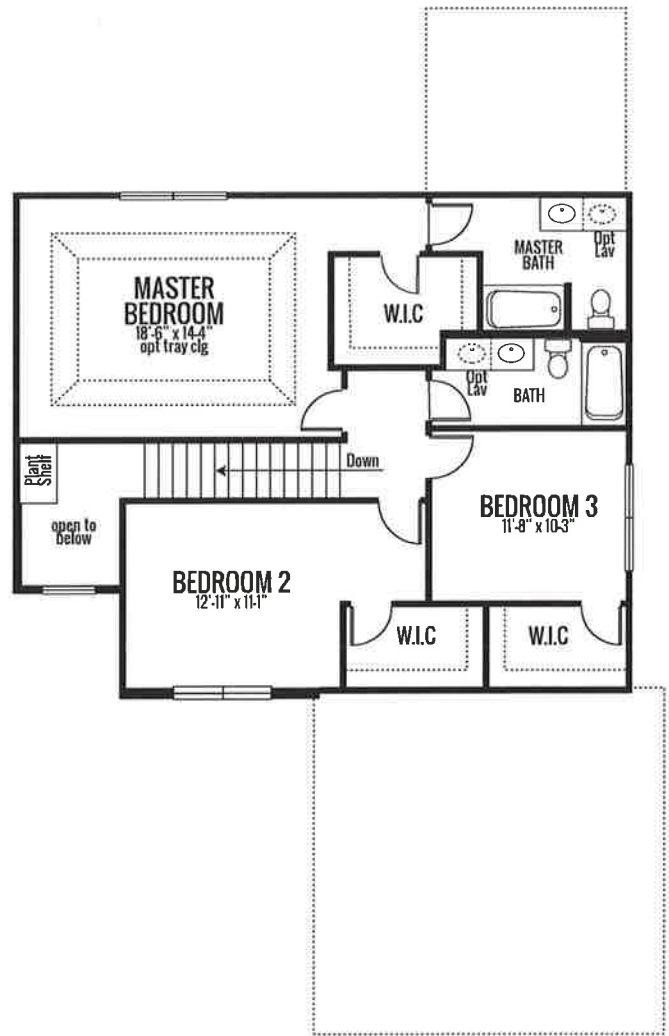 MASTER
BEDROOM
18'-6" x 14'-4"
opt tray clg
W.I.C
MASTER
BATH
Opt
Lav
Opt
Lav
BATH
Plant
Shelf
Down
open to
below
BEDROOM 3
11'-8" x 10'-3"
BEDROOM 2
12'-11" x 11'-1"
W.I.C
W.I.C